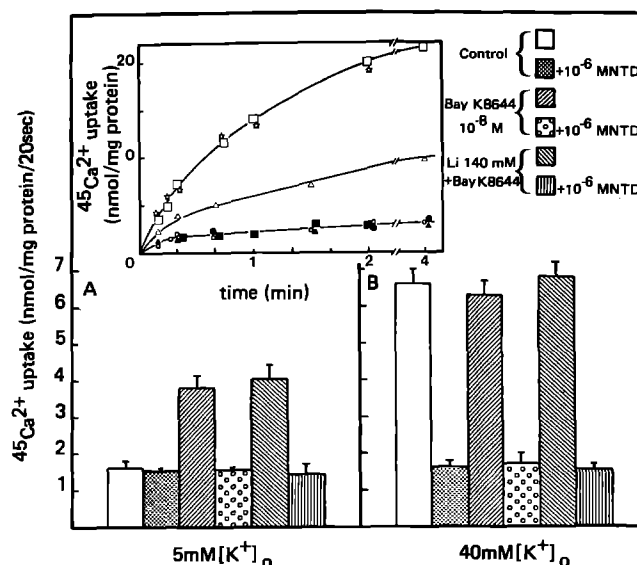 20
0
45Ca2+ uptake
(nmol/mg protein)
0
1
2
4
time (min)
Control
+10-6 MNTD
Bay K8644
10-8 M
+10-6 MNTD
Li 140 mM
+Bay K8644
+10-6 MNTD
45Ca2+ uptake (nmol/mg protein/20sec)
7
6
5
4
3
2
1
A
B
5mM[K+]o
40mM[K+]o